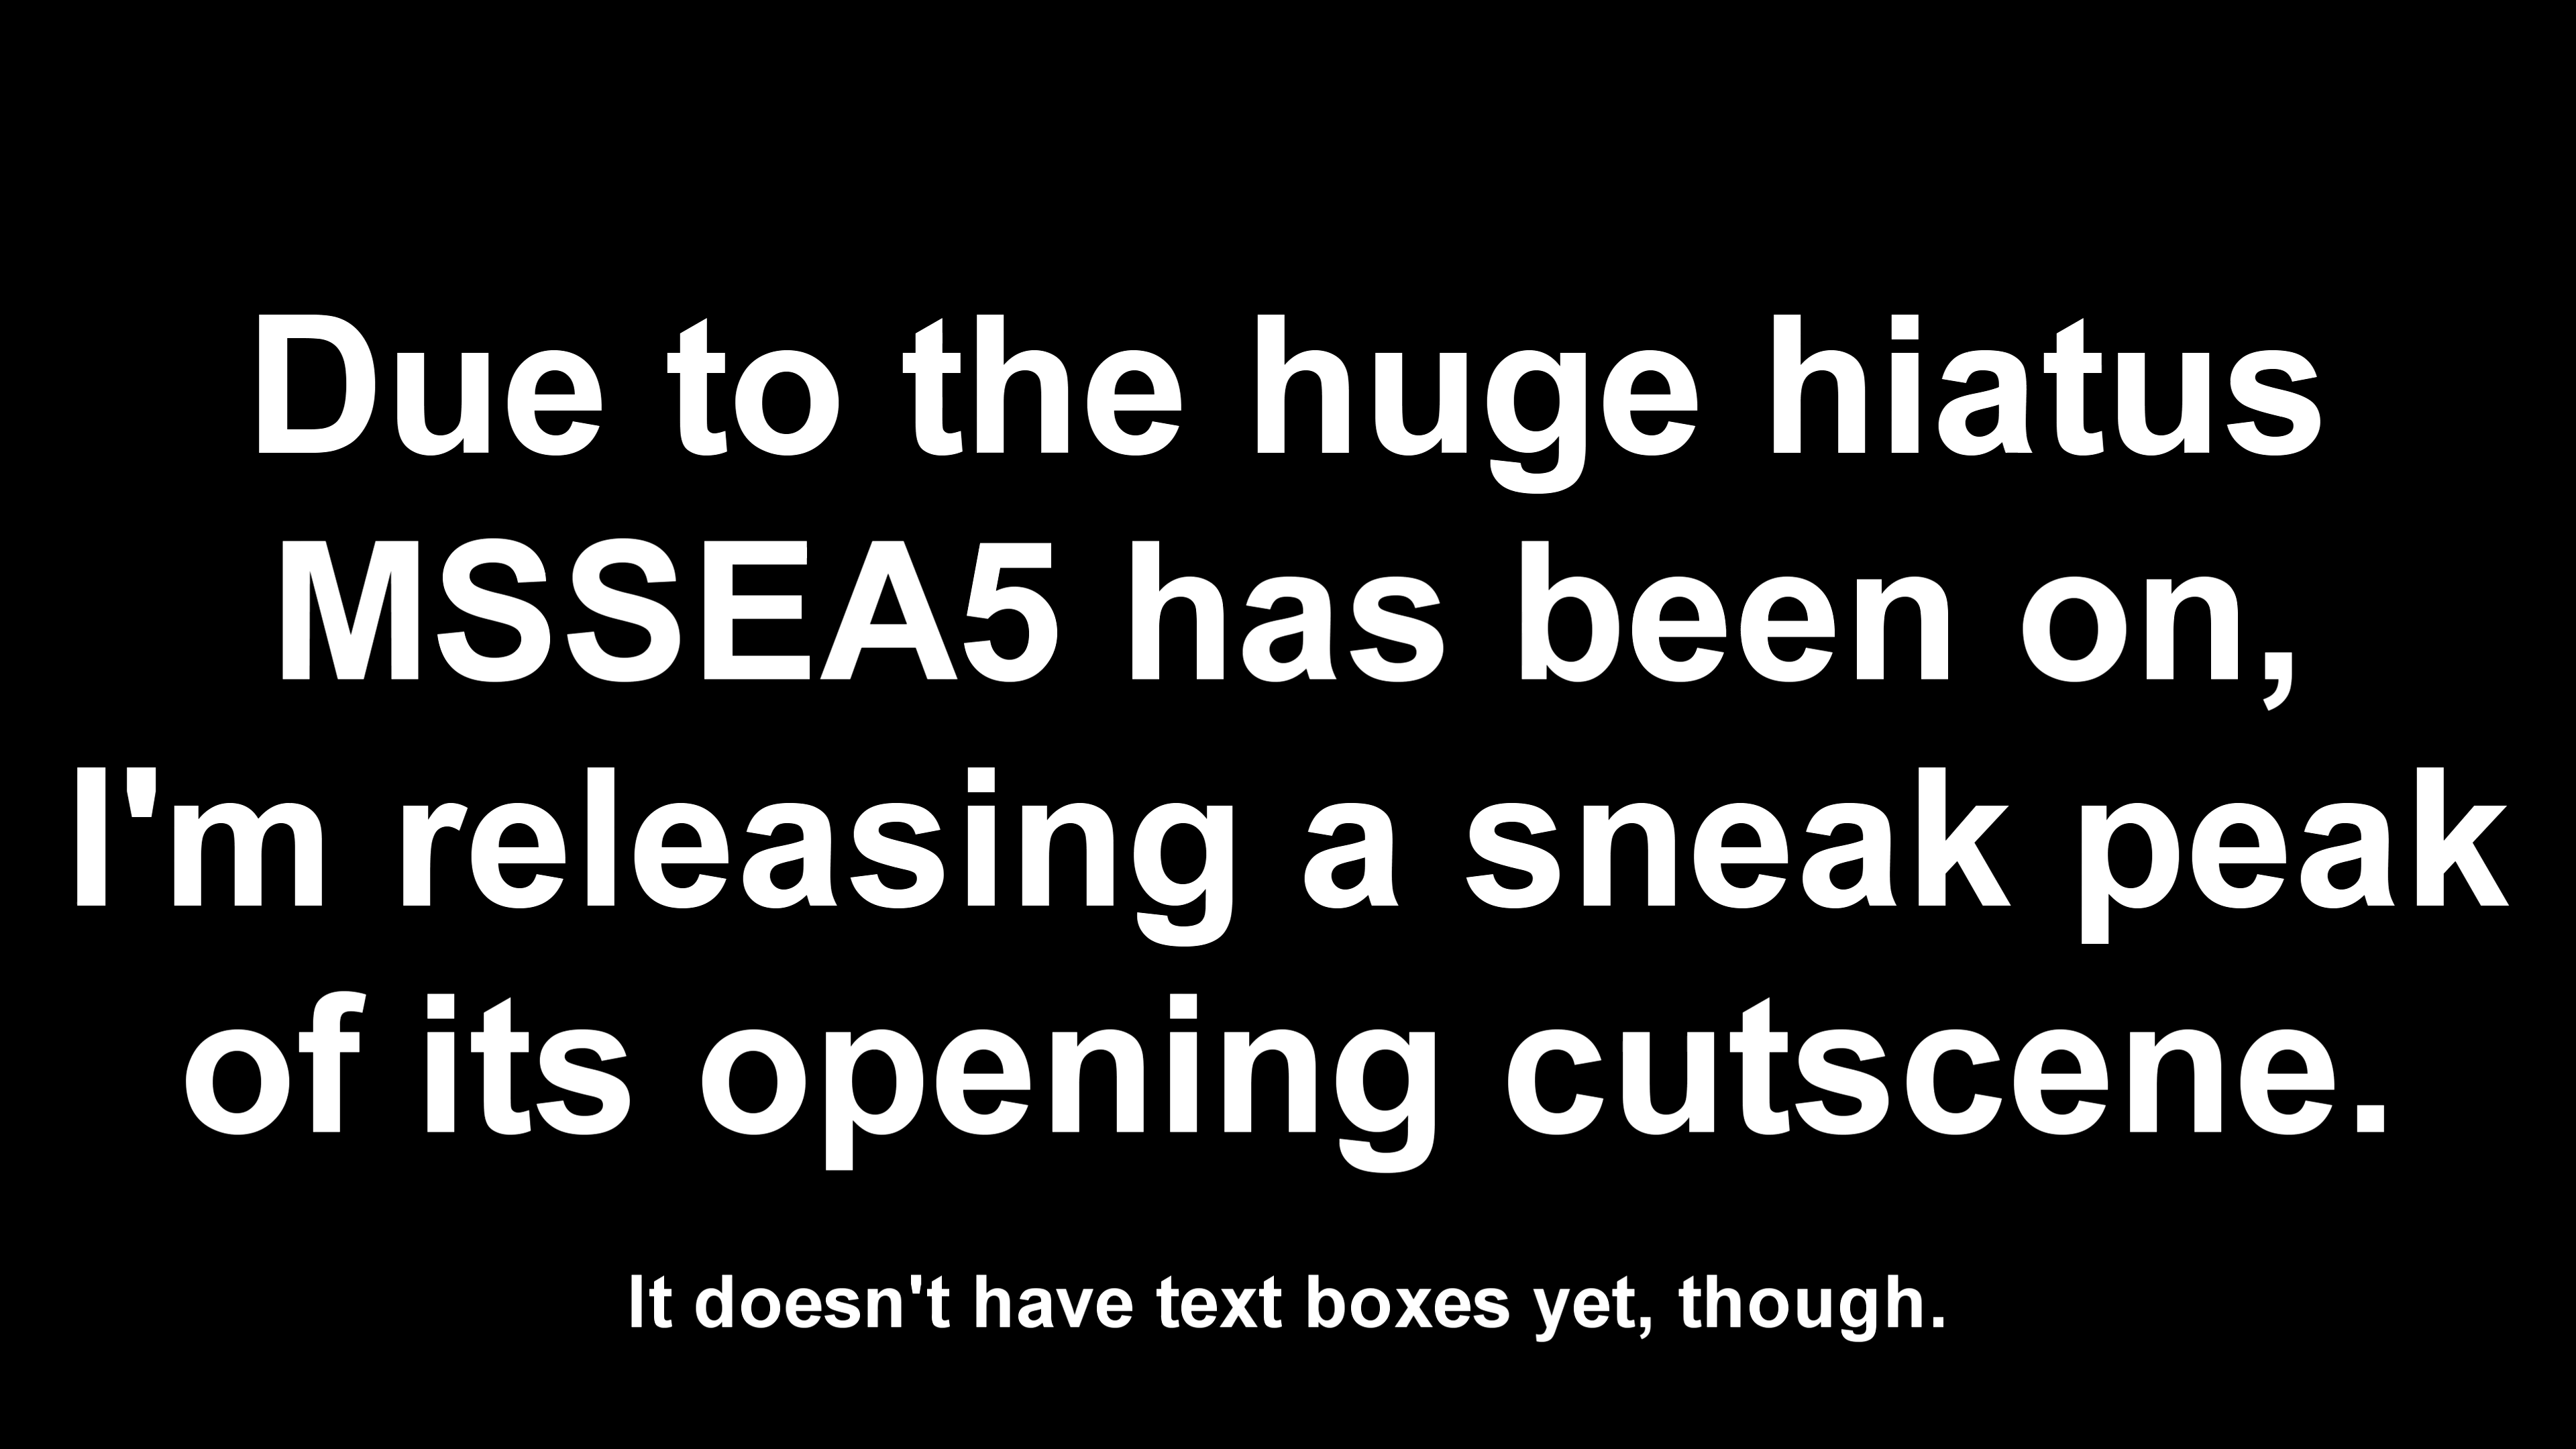 Due to the huge hiatus
MSSEA5 has been on,
I'm releasing a sneak peak
of its opening cutscene.
It doesn't have text boxes yet, though.